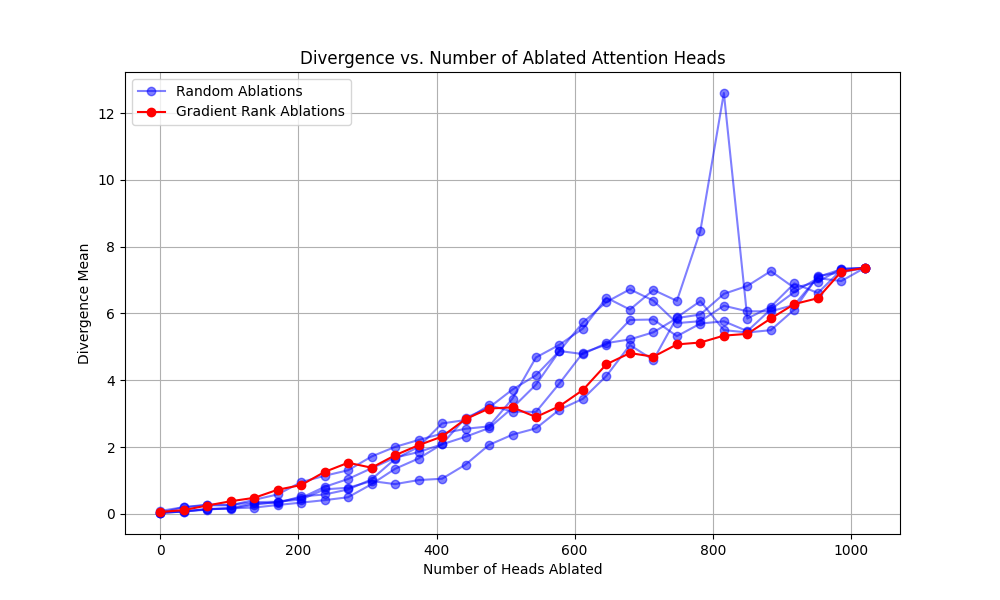 Divergence vs. Number of Ablated Attention Heads
Random Ablations
Gradient Rank Ablations
Divergence Mean
12
10
8
6
4
2
0
0 200 400 600 800 1000
Number of Heads Ablated